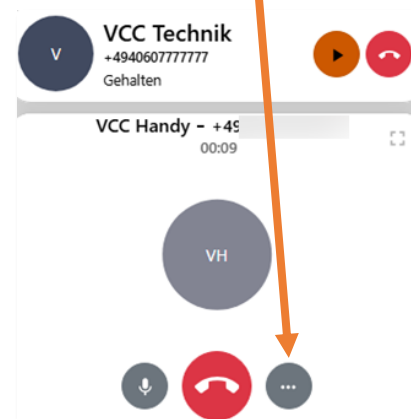 V
VCC Technik
+4940607777777
Gehalten
VCC Handy - +49
00:09
VH